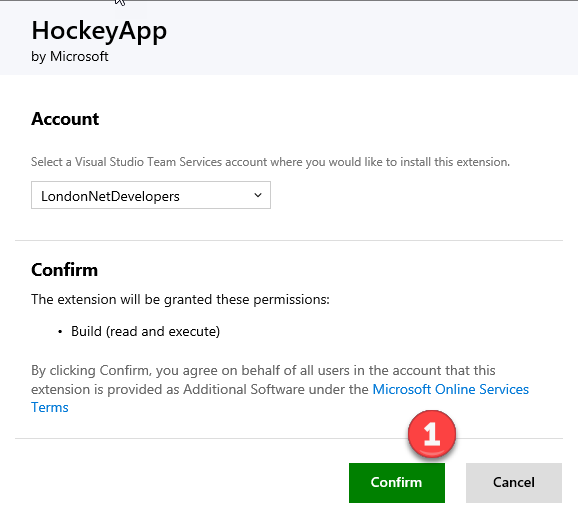 HockeyApp
by Microsoft
Account
Select a Visual Studio Team Services account where you would like to install this extension.
LondonNetDevelopers
Confirm
The extension will be granted these permissions:
• Build (read and execute)
By clicking Confirm, you agree on behalf of all users in the account that this
extension is provided as Additional Software under the Microsoft Online Services
Terms
1
Confirm Cancel